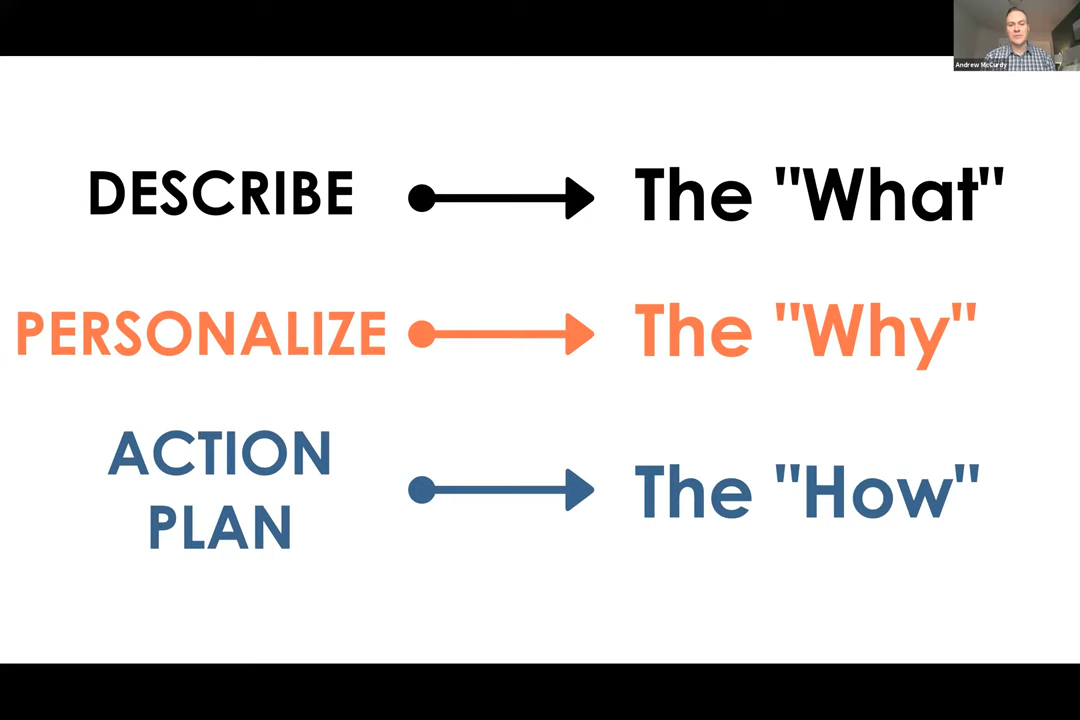 Andrew McCurdy
DESCRIBE The "What"
PERSONALIZE The "Why"
ACTION
PLAN
The "How"